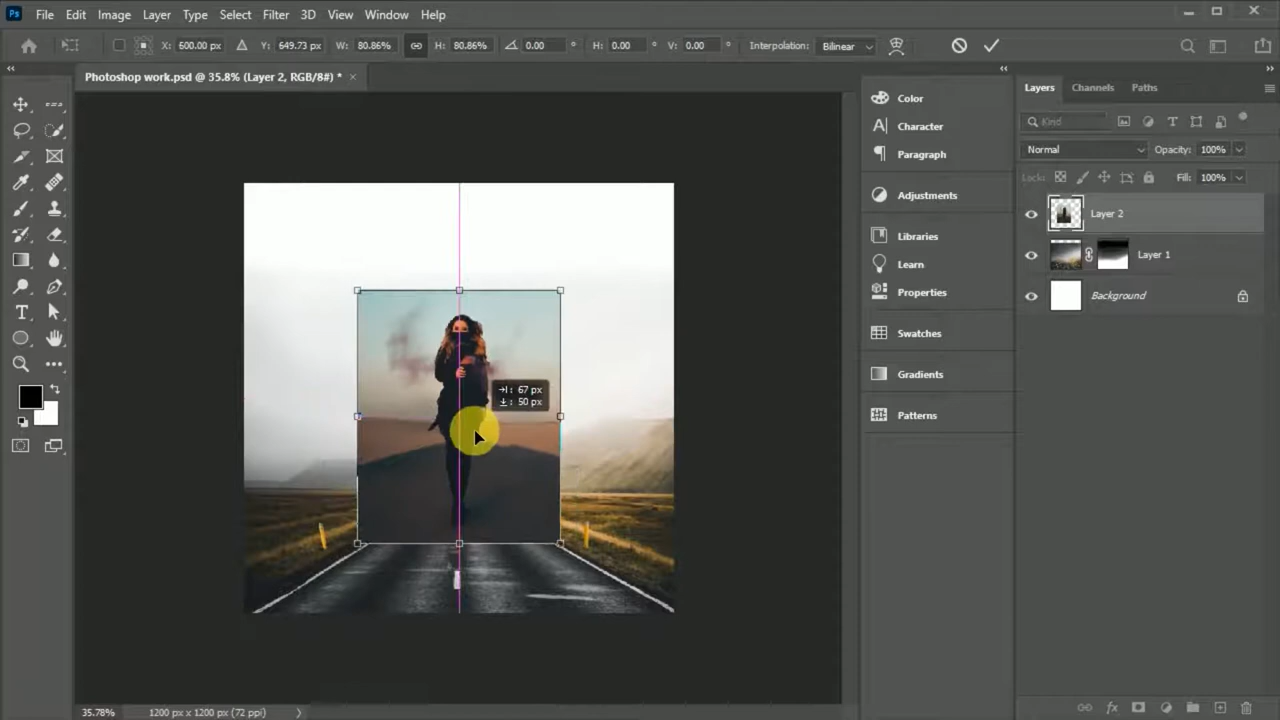 Ps File Edit Image Layer Type Select Filter 3D View Window Help
X: 600.00 px Y: 649.73 px W: 80.86% H: 80.86% 0.00 ° H: 0.00 ° V: 0.00 ° Interpolation: Bilinear
Photoshop work.psd @ 35.8% (Layer 2, RGB/8#) * ×
Color
Character
Paragraph
Adjustments
Libraries
Learn
Properties
Swatches
Gradients
Patterns
Layers Channels Paths
Kind
Normal Opacity: 100%
Lock: Fill: 100%
Layer 2
Layer 1
Background
: 67 px
: 50 px
35.78% 1200 px x 1200 px (72 ppi)